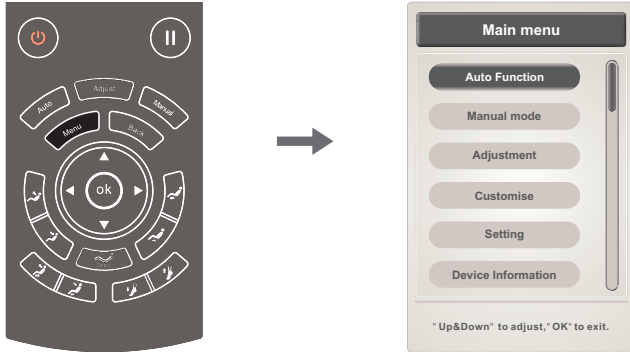 Adjust
Auto
Manual
Menu
Back
ok
Main menu
Auto Function
Manual mode
Adjustment
Customise
Setting
Device Information
"Up&Down" to adjust,"OK" to exit.